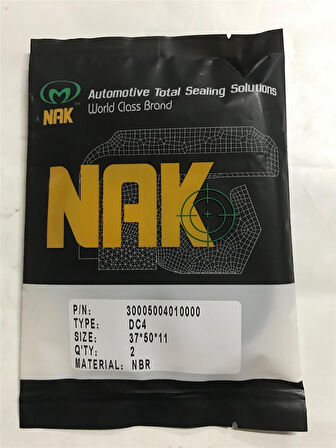 NAK
Automotive Total Sealing Solutions
World Class Brand
NAK
P/N: 30005004010000
TYPE: DC4
SIZE: 37*50*11
Q'TY: 2
MATERIAL: NBR